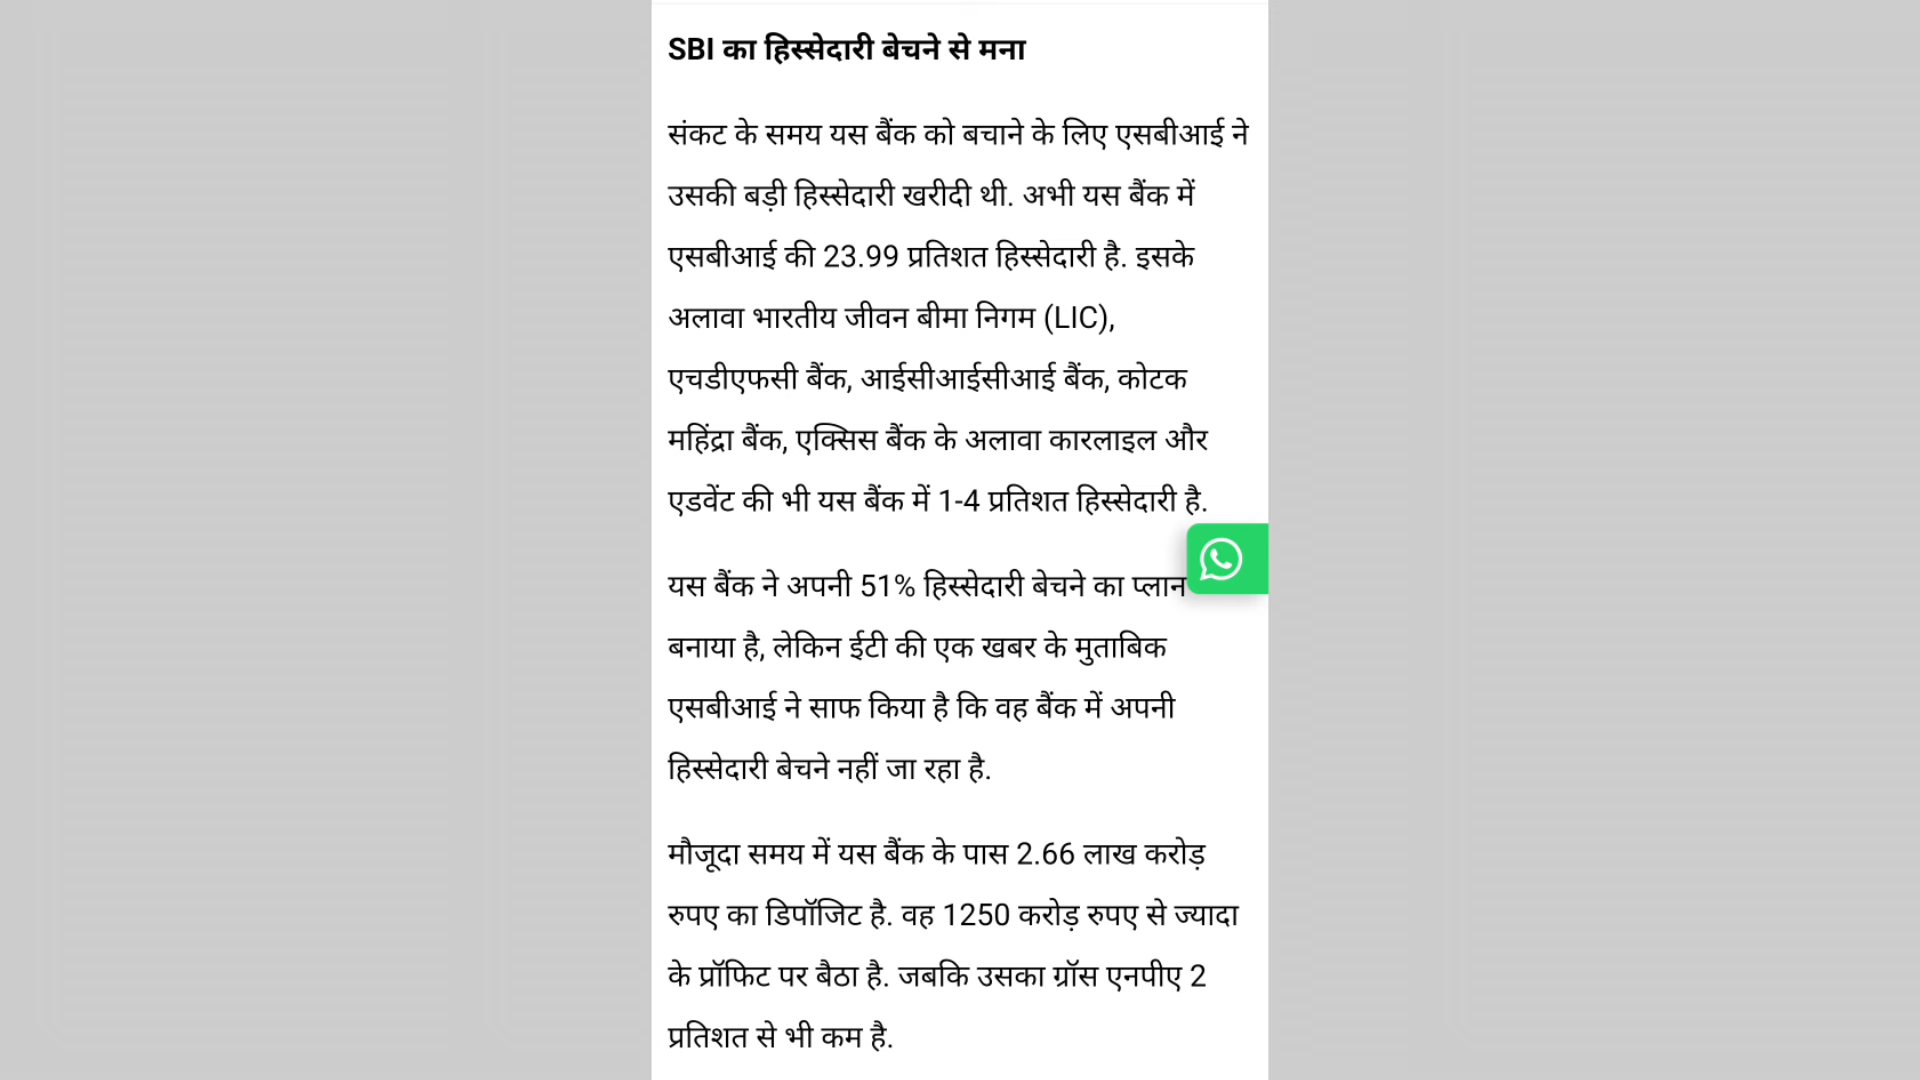 SBI का हिस्सेदारी बेचने से मना
संकट के समय यस बैंक को बचाने के लिए एसबीआई ने
उसकी बड़ी हिस्सेदारी खरीदी थी. अभी यस बैंक में
एसबीआई की 23.99 प्रतिशत हिस्सेदारी है. इसके
अलावा भारतीय जीवन बीमा निगम (LIC),
एचडीएफसी बैंक, आईसीआईसीआई बैंक, कोटक
महिंद्रा बैंक, एक्सिस बैंक के अलावा कारलाइल और
एडवेंट की भी यस बैंक में 1-4 प्रतिशत हिस्सेदारी है.
यस बैंक ने अपनी 51% हिस्सेदारी बेचने का प्लान
बनाया है, लेकिन ईटी की एक खबर के मुताबिक
एसबीआई ने साफ किया है कि वह बैंक में अपनी
हिस्सेदारी बेचने नहीं जा रहा है.
मौजूदा समय में यस बैंक के पास 2.66 लाख करोड़
रुपए का डिपॉजिट है. वह 1250 करोड़ रुपए से ज्यादा
के प्रॉफिट पर बैठा है. जबकि उसका ग्रॉस एनपीए 2
प्रतिशत से भी कम है.